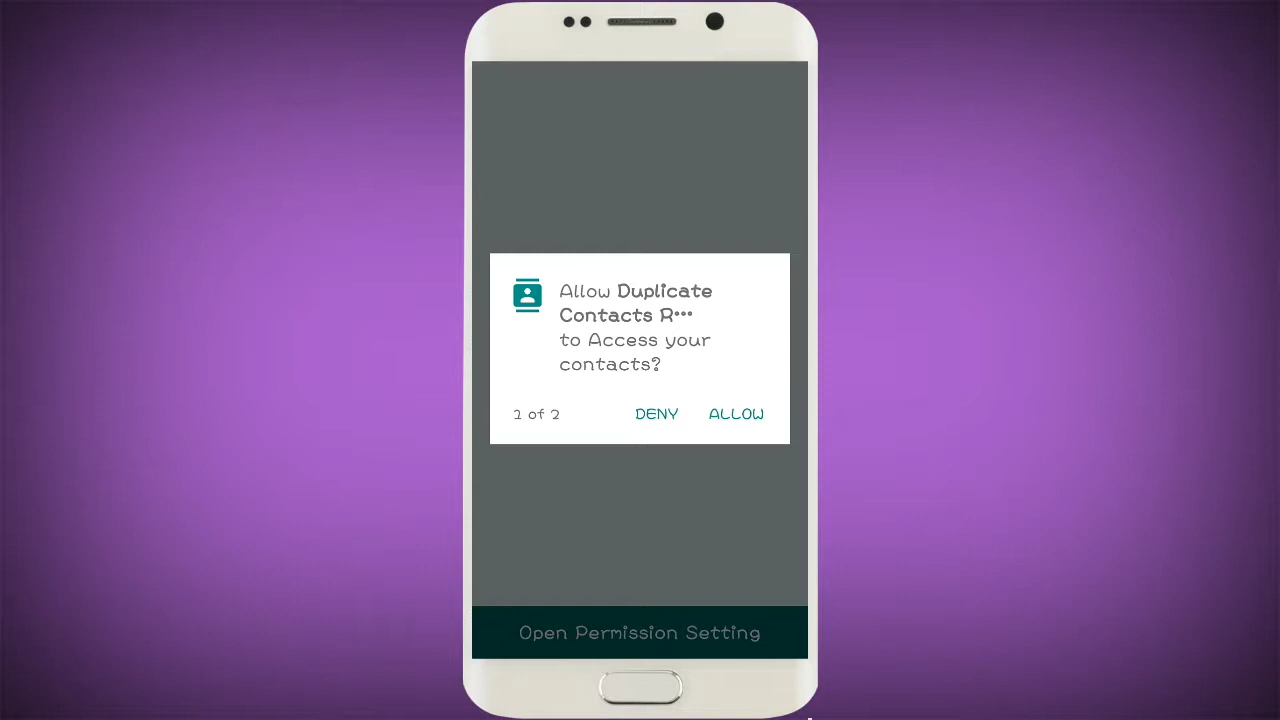 Allow Duplicate
Contacts R•••
to Access your
contacts?
1 of 2 DENY ALLOW
Open Permission Setting